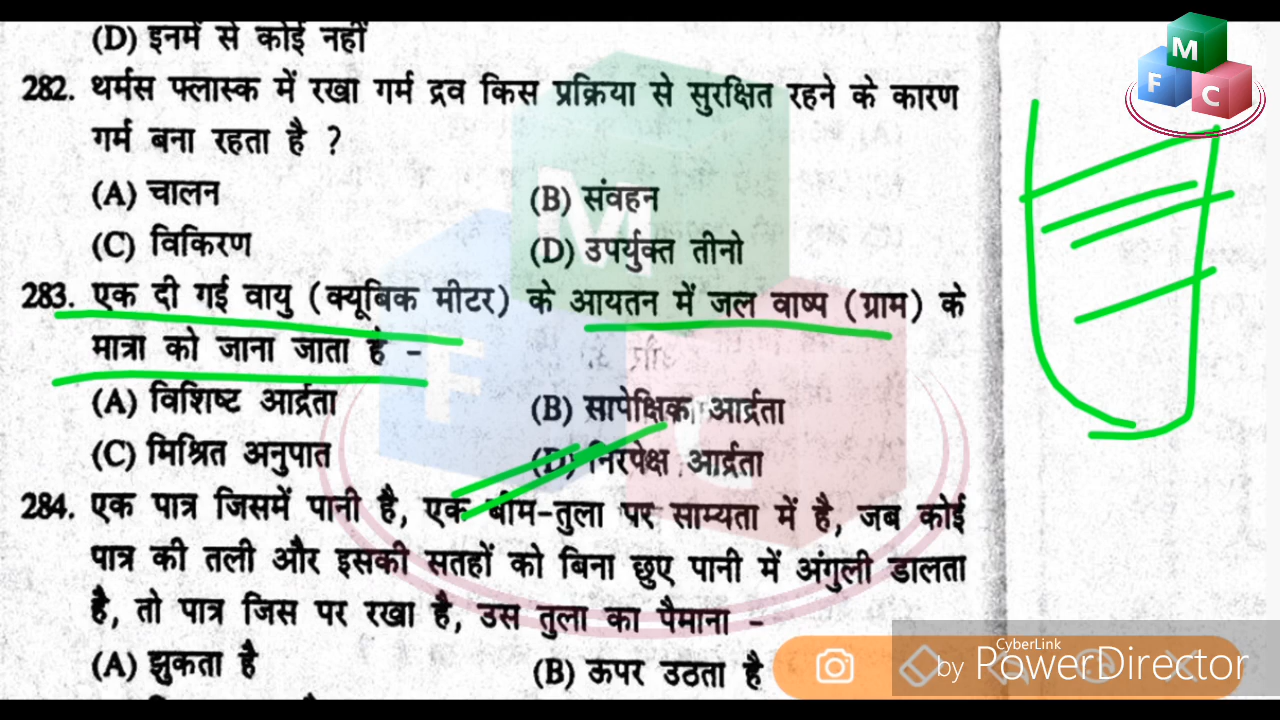 (D) इनमें से कोई नहीं
282. थर्मस फ्लास्क में रखा गर्म द्रव किस प्रक्रिया से सुरक्षित रहने के कारण
गर्म बना रहता है ?
(A) चालन (B) संवहन
(C) विकिरण (D) उपर्युक्त तीनो
283. एक दी गई वायु (क्यूबिक मीटर) के आयतन में जल वाष्प (ग्राम) के
मात्रा को जाना जाता है -
(A) विशिष्ट आर्द्रता (B) सापेक्षिक आर्द्रता
(C) मिश्रित अनुपात (D) निरपेक्ष आर्द्रता
284. एक पात्र जिसमें पानी है, एक बीम-तुला पर साम्यता में है, जब कोई
पात्र की तली और इसकी सतहों को बिना छुए पानी में अंगुली डालता
है, तो पात्र जिस पर रखा है, उस तुला का पैमाना -
(A) झुकता है (B) ऊपर उठता है
M
F C
M
F C
CyberLink
by PowerDirector